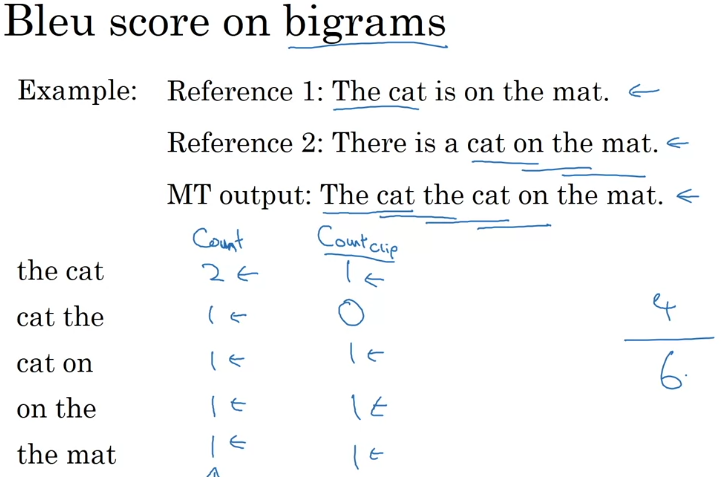 Bleu score on bigrams
Example: Reference 1: The cat is on the mat. ←
Reference 2: There is a cat on the mat. ←
MT output: The cat the cat on the mat. ←
Count Count clip
the cat 2 ← 1 ←
cat the 1 ← 0
cat on 1 ← 1 ←
on the 1 ← 1 ←
the mat 1 ← 1 ←
4
6